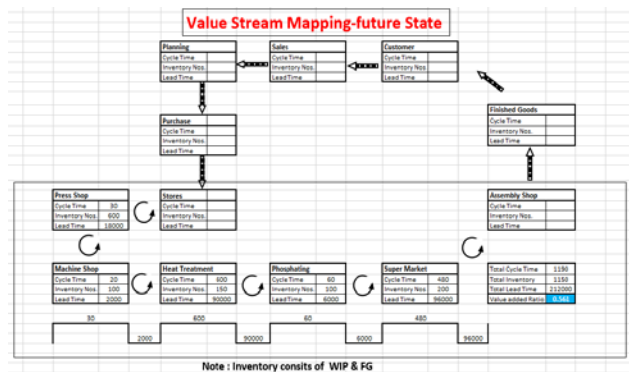 Value Stream Mapping-future State
Planning
Cycle Time
Inventory Nos.
Lead Time
Sales
Cycle Time
Inventory Nos.
Lead Time
Customer
Cycle Time
Inventory Nos.
Lead Time
Purchase
Cycle Time
Inventory Nos.
Lead Time
Finished Goods
Cycle Time
Inventory Nos.
Lead Time
Press Shop
Cycle Time 30
Inventory Nos. 600
Lead Time 18000
Stores
Cycle Time
Inventory Nos.
Lead Time
Assembly Shop
Cycle Time
Inventory Nos.
Lead Time
Machine Shop
Cycle Time 20
Inventory Nos. 100
Lead Time 2000
Heat Treatment
Cycle Time 600
Inventory Nos. 150
Lead Time 90000
Phosphating
Cycle Time 60
Inventory Nos. 100
Lead Time 6000
Super Market
Cycle Time 480
Inventory Nos. 200
Lead Time 96000
Total Cycle Time 1190
Total Inventory 1150
Total Lead Time 212000
Value added Ratio 0.561
30 600 60 480
2000 90000 6000 96000
Note : Inventory consits of WIP & FG